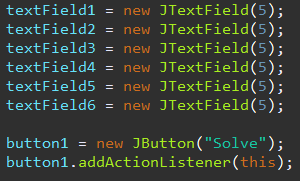 textField1 = new JTextField(5);
textField2 = new JTextField(5);
textField3 = new JTextField(5);
textField4 = new JTextField(5);
textField5 = new JTextField(5);
textField6 = new JTextField(5);
button1 = new JButton("Solve");
button1.addActionListener(this);